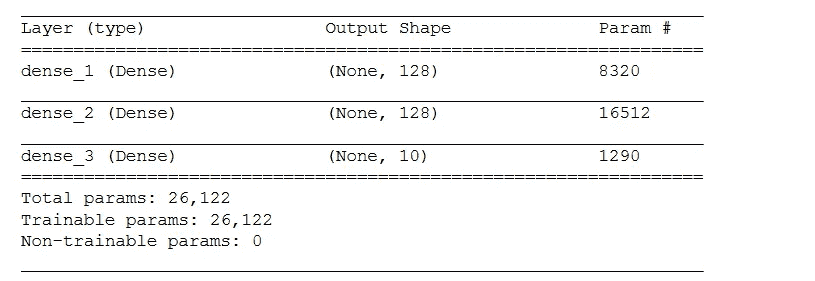 Layer (type) Output Shape Param #
dense_1 (Dense) (None, 128) 8320
dense_2 (Dense) (None, 128) 16512
dense_3 (Dense) (None, 10) 1290
Total params: 26,122
Trainable params: 26,122
Non-trainable params: 0